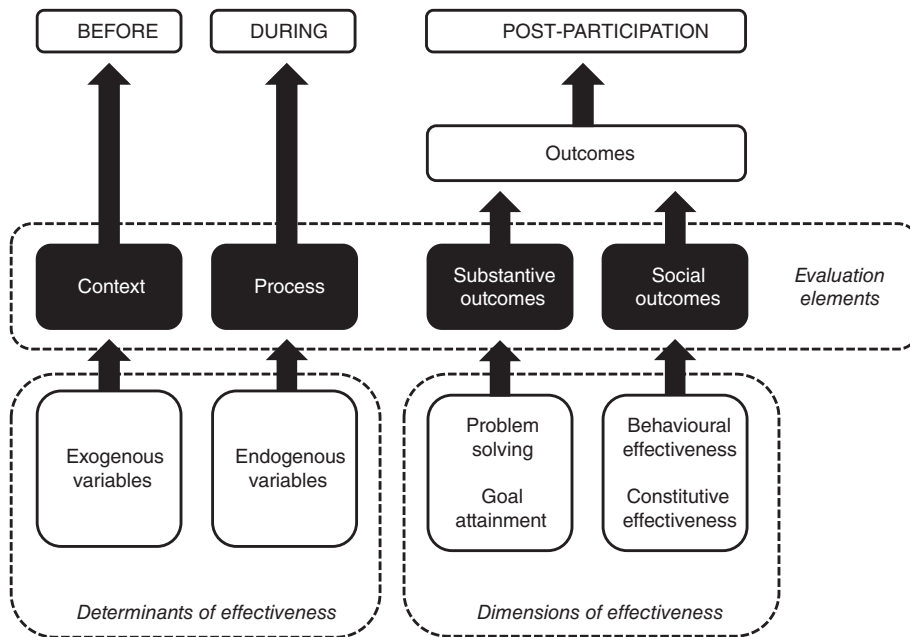 BEFORE
DURING
POST-PARTICIPATION
Outcomes
Context
Process
Substantive
outcomes
Social
outcomes
Evaluation
elements
Exogenous
variables
Endogenous
variables
Problem
solving
Goal
attainment
Behavioural
effectiveness
Constitutive
effectiveness
Determinants of effectiveness
Dimensions of effectiveness